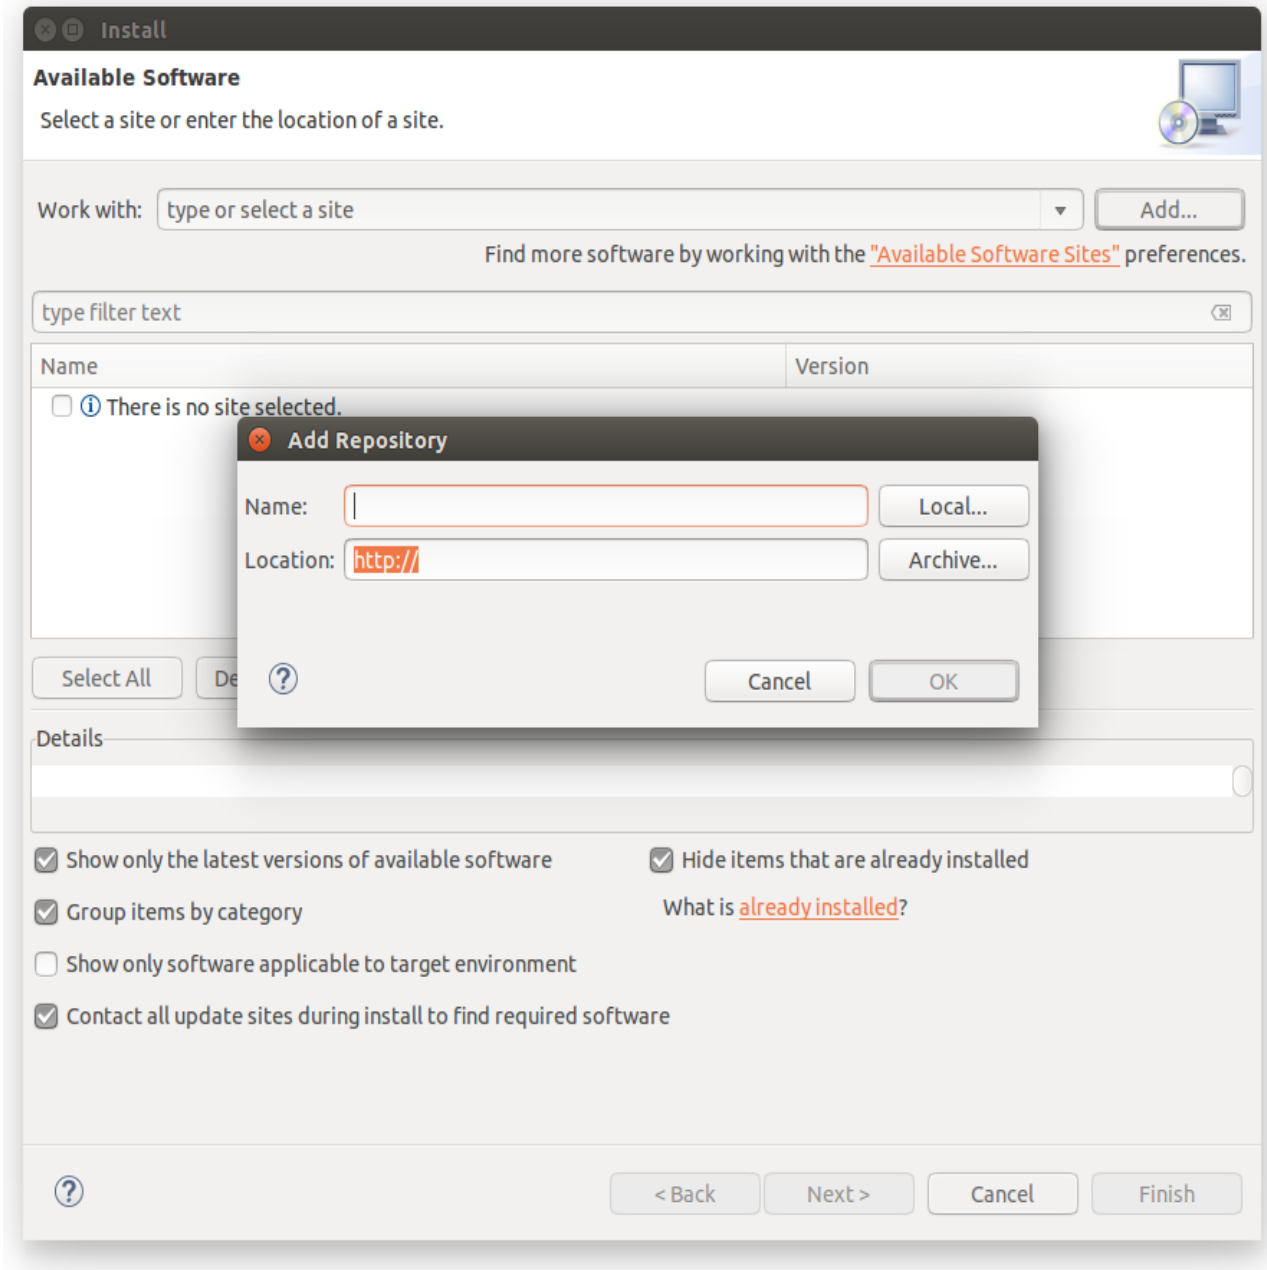 Install
Available Software
Select a site or enter the location of a site.
Work with: type or select a site Add...
Find more software by working with the "Available Software Sites" preferences.
type filter text
Name Version
There is no site selected.
Add Repository
Name: Local...
Location: http:// Archive...
Select All De
Cancel OK
Details
Show only the latest versions of available software Hide items that are already installed
Group items by category What is already installed?
Show only software applicable to target environment
Contact all update sites during install to find required software
< Back Next > Cancel Finish